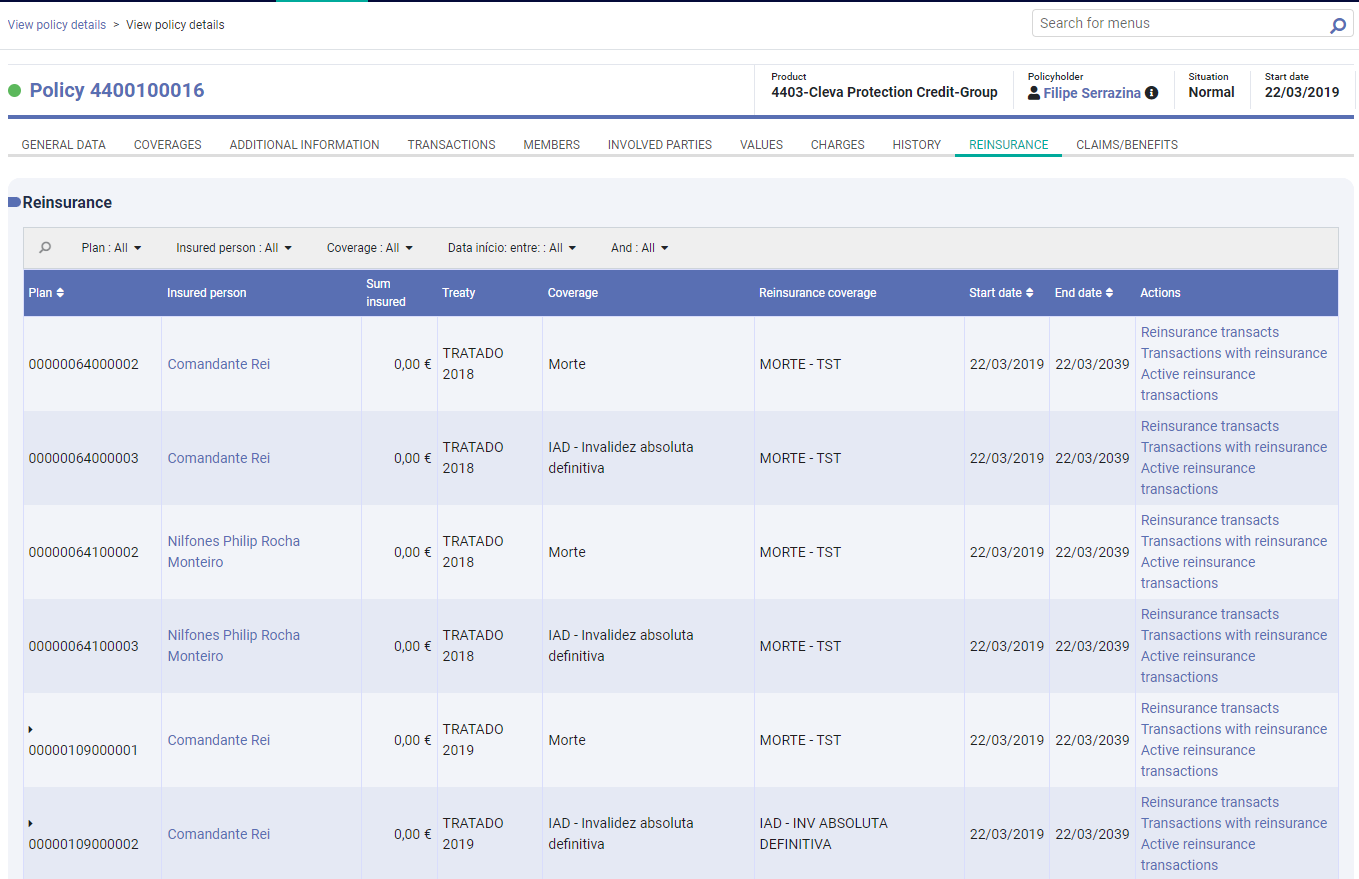 View policy details > View policy details
Search for menus
Policy 4400100016
Product
4403-Cleva Protection Credit-Group
Policyholder
Filipe Serrazina
Situation
Normal
Start date
22/03/2019
GENERAL DATA COVERAGES ADDITIONAL INFORMATION TRANSACTIONS MEMBERS INVOLVED PARTIES VALUES CHARGES HISTORY REINSURANCE CLAIMS/BENEFITS
Reinsurance
Plan : All Insured person : All Coverage : All Data início: entre: : All And : All
Plan Insured person Sum insured Treaty Coverage Reinsurance coverage Start date End date Actions
00000064000002 Comandante Rei 0,00 € TRATADO 2018 Morte MORTE - TST 22/03/2019 22/03/2039
Reinsurance transacts
Transactions with reinsurance
Active reinsurance
transactions
00000064000003 Comandante Rei 0,00 € TRATADO 2018 IAD - Invalidez absoluta definitiva MORTE - TST 22/03/2019 22/03/2039
Reinsurance transacts
Transactions with reinsurance
Active reinsurance
transactions
00000064100002 Nilfones Philip Rocha Monteiro 0,00 € TRATADO 2018 Morte MORTE - TST 22/03/2019 22/03/2039
Reinsurance transacts
Transactions with reinsurance
Active reinsurance
transactions
00000064100003 Nilfones Philip Rocha Monteiro 0,00 € TRATADO 2018 IAD - Invalidez absoluta definitiva MORTE - TST 22/03/2019 22/03/2039
Reinsurance transacts
Transactions with reinsurance
Active reinsurance
transactions
00000109000001 Comandante Rei 0,00 € TRATADO 2019 Morte MORTE - TST 22/03/2019 22/03/2039
Reinsurance transacts
Transactions with reinsurance
Active reinsurance
transactions
00000109000002 Comandante Rei 0,00 € TRATADO 2019 IAD - Invalidez absoluta definitiva IAD - INV ABSOLUTA DEFINITIVA 22/03/2019 22/03/2039
Reinsurance transacts
Transactions with reinsurance
Active reinsurance
transactions